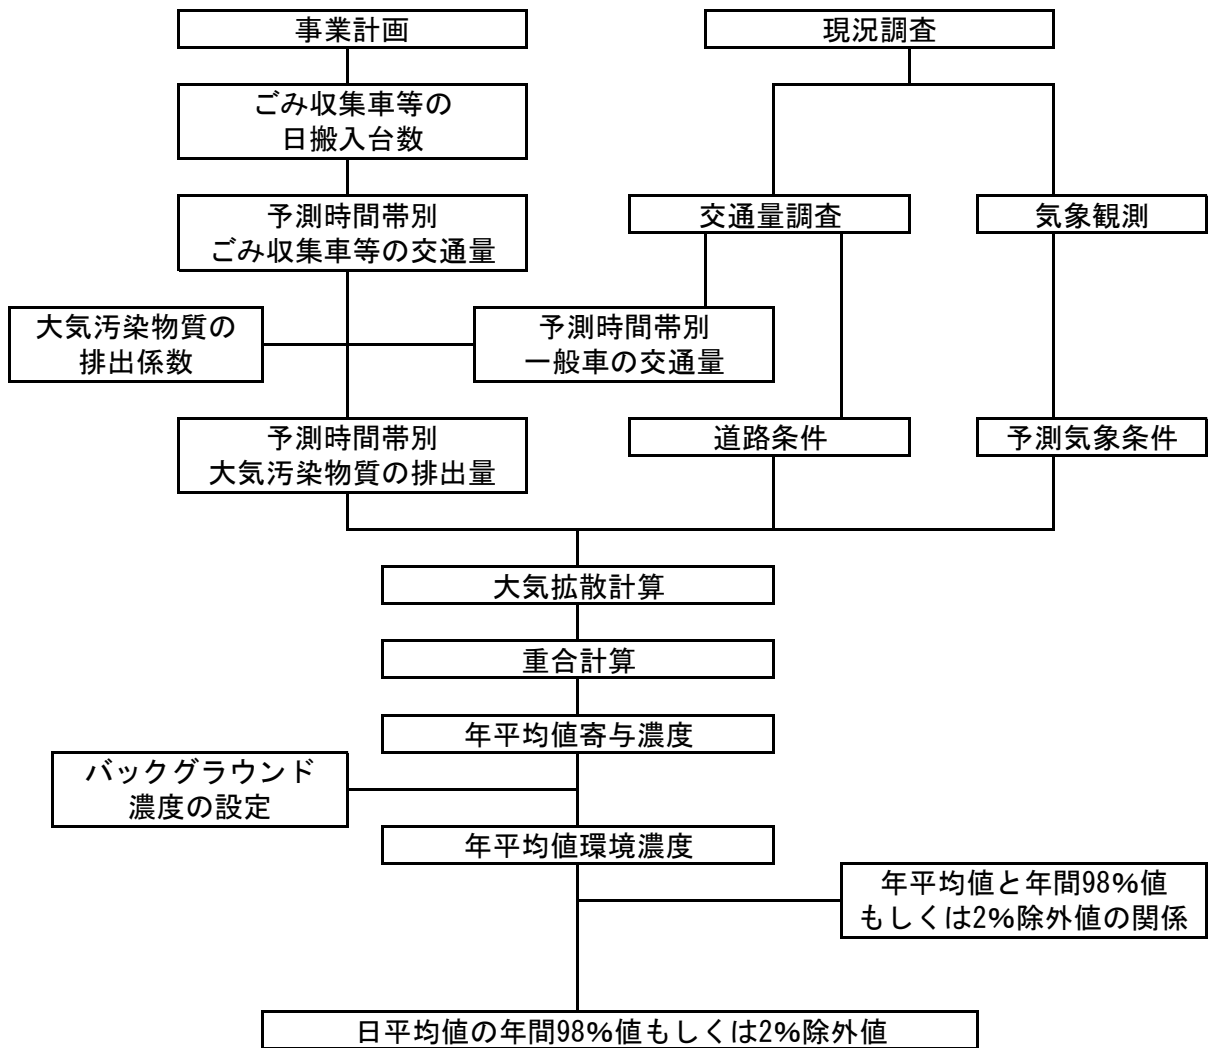 事業計画
現況調査
ごみ収集車等の
日搬入台数
予測時間帯別
ごみ収集車等の交通量
交通量調査
気象観測
大気汚染物質の
排出係数
予測時間帯別
一般車の交通量
予測時間帯別
大気汚染物質の排出量
道路条件
予測気象条件
大気拡散計算
重合計算
年平均値寄与濃度
バックグラウンド
濃度の設定
年平均値環境濃度
年平均値と年間98%値
もしくは2%除外値の関係
日平均値の年間98%値もしくは2%除外値